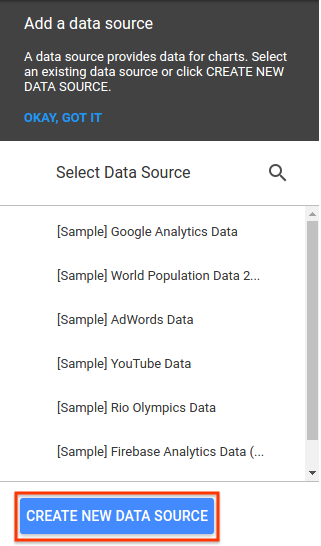 Add a data source
A data source provides data for charts. Select
an existing data source or click CREATE NEW
DATA SOURCE.
OKAY, GOT IT
Select Data Source
[Sample] Google Analytics Data
[Sample] World Population Data 2...
[Sample] AdWords Data
[Sample] YouTube Data
[Sample] Rio Olympics Data
[Sample] Firebase Analytics Data (...
CREATE NEW DATA SOURCE